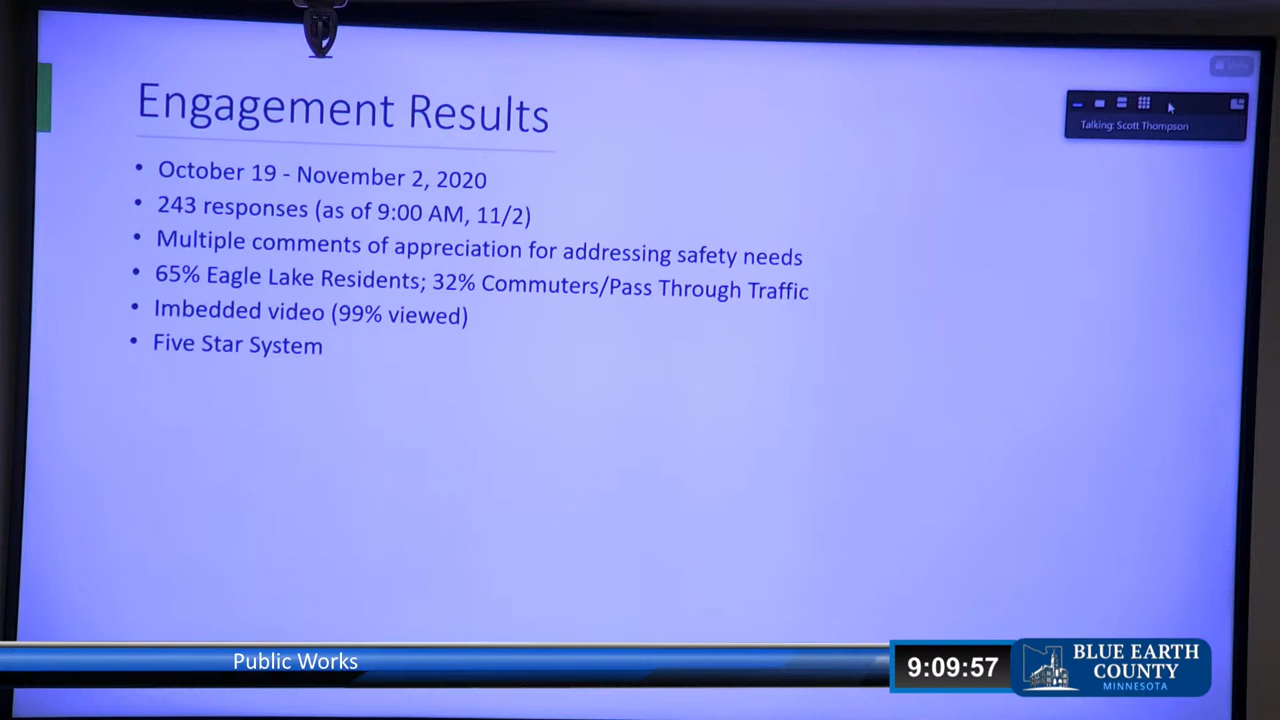 Engagement Results
Talking: Scott Thompson
• October 19 - November 2, 2020
• 243 responses (as of 9:00 AM, 11/2)
• Multiple comments of appreciation for addressing safety needs
• 65% Eagle Lake Residents; 32% Commuters/Pass Through Traffic
• Imbedded video (99% viewed)
• Five Star System
Public Works
9:09:57
BLUE EARTH
COUNTY
MINNESOTA